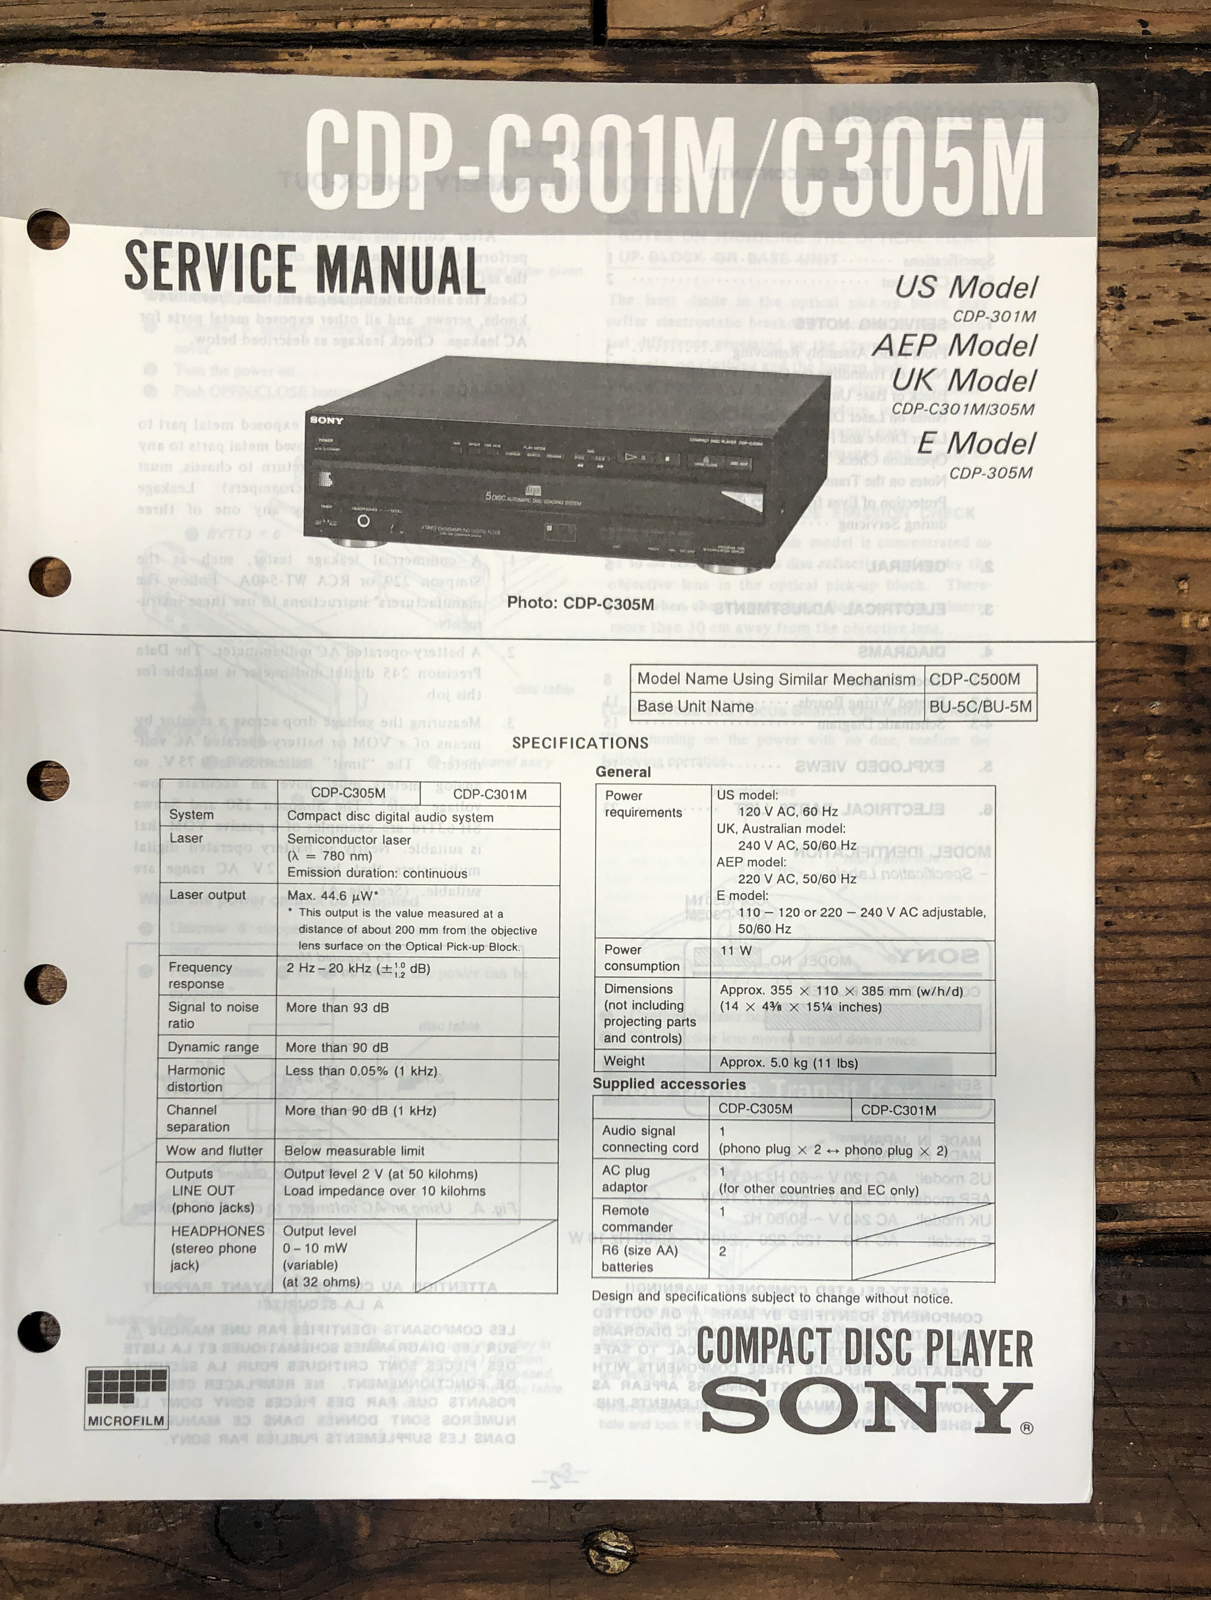 CDP-C301M/C305M
SERVICE MANUAL
US Model
CDP-301M
AEP Model
UK Model
CDP-C301M/305M
E Model
CDP-305M
SONY
5 DISC AUTOMATIC DISC LOADING SYSTEM
Photo: CDP-C305M
Model Name Using Similar Mechanism CDP-C500M
Base Unit Name BU-5C/BU-5M
SPECIFICATIONS
CDP-C305M CDP-C301M
System Compact disc digital audio system
Laser Semiconductor laser
(λ = 780 nm)
Emission duration: continuous
Laser output Max. 44.6 μW*
* This output is the value measured at a
distance of about 200 mm from the objective
lens surface on the Optical Pick-up Block.
Frequency response 2 Hz – 20 kHz (± 1.0 1.2 dB)
Signal to noise ratio More than 93 dB
Dynamic range More than 90 dB
Harmonic distortion Less than 0.05% (1 kHz)
Channel separation More than 90 dB (1 kHz)
Wow and flutter Below measurable limit
Outputs Output level 2 V (at 50 kilohms)
LINE OUT Load impedance over 10 kilohms
(phono jacks)
HEADPHONES Output level
(stereo phone 0 – 10 mW
jack) (variable)
(at 32 ohms)
General
Power requirements US model:
120 V AC, 60 Hz
UK, Australian model:
240 V AC, 50/60 Hz
AEP model:
220 V AC, 50/60 Hz
E model:
110 – 120 or 220 – 240 V AC adjustable,
50/60 Hz
Power consumption 11 W
Dimensions Approx. 355 × 110 × 385 mm (w/h/d)
(not including (14 × 4⅜ × 15¼ inches)
projecting parts
and controls)
Weight Approx. 5.0 kg (11 lbs)
Supplied accessories
CDP-C305M CDP-C301M
Audio signal 1
connecting cord (phono plug × 2 ↔ phono plug × 2)
AC plug 1
adaptor (for other countries and EC only)
Remote commander 1
R6 (size AA) batteries 2
Design and specifications subject to change without notice.
COMPACT DISC PLAYER
SONY®
MICROFILM